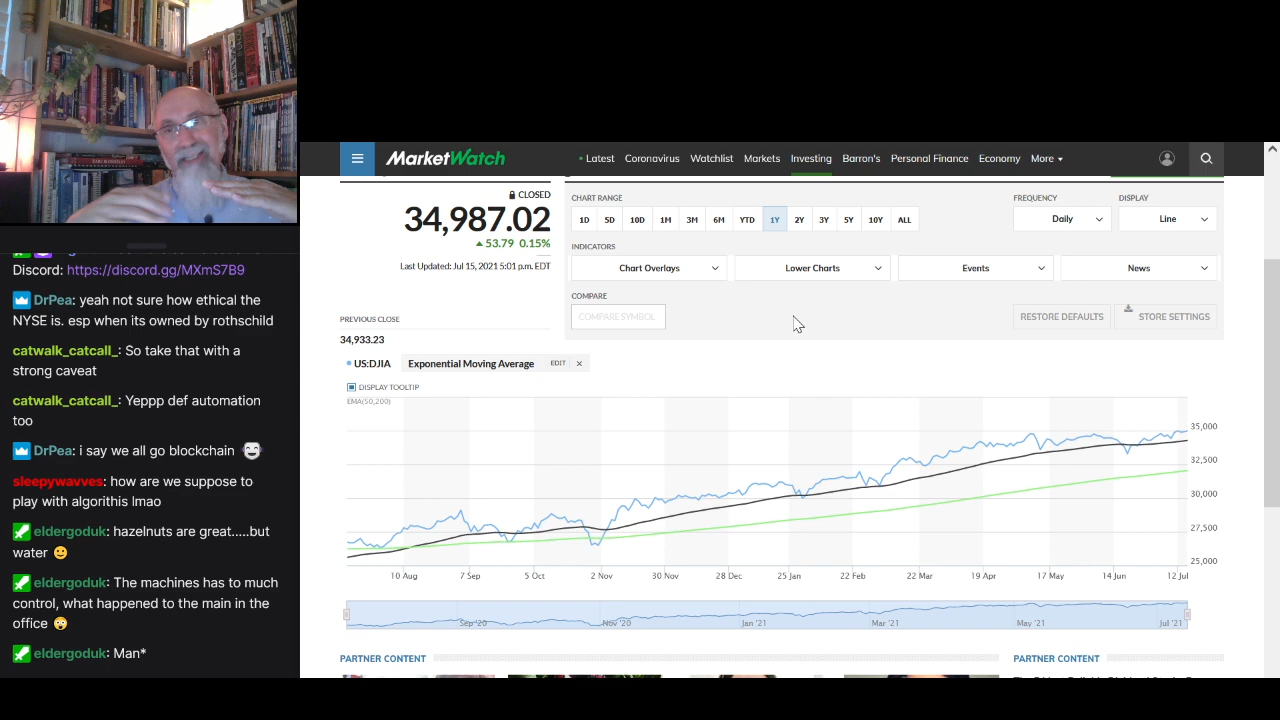 Discord: https://discord.gg/MXmS7B9
DrPea: yeah not sure how ethical the
NYSE is. esp when its owned by rothschild
catwalk_catcall_: So take that with a
strong caveat
catwalk_catcall_: Yeppp def automation
too
DrPea: i say we all go blockchain
sleepywavves: how are we suppose to
play with algorithis lmao
eldergoduk: hazelnuts are great.....but
water
eldergoduk: The machines has to much
control, what happened to the main in the
office
eldergoduk: Man*
MarketWatch
Latest Coronavirus Watchlist Markets Investing Barron's Personal Finance Economy More
CLOSED
34,987.02
53.79 0.15%
Last Updated: Jul 15, 2021 5:01 p.m. EDT
PREVIOUS CLOSE
34,933.23
CHART RANGE
1D 5D 10D 1M 3M 6M YTD 1Y 2Y 3Y 5Y 10Y ALL
FREQUENCY
Daily
DISPLAY
Line
INDICATORS
Chart Overlays Lower Charts Events News
COMPARE
COMPARE SYMBOL
RESTORE DEFAULTS STORE SETTINGS
US:DJIA Exponential Moving Average EDIT ×
DISPLAY TOOLTIP
EMA(50,200)
35,000
32,500
30,000
27,500
25,000
10 Aug 7 Sep 5 Oct 2 Nov 30 Nov 28 Dec 25 Jan 22 Feb 22 Mar 19 Apr 17 May 14 Jun 12 Jul
Sep '20 Nov '20 Jan '21 Mar '21 May '21 Jul '21
PARTNER CONTENT PARTNER CONTENT